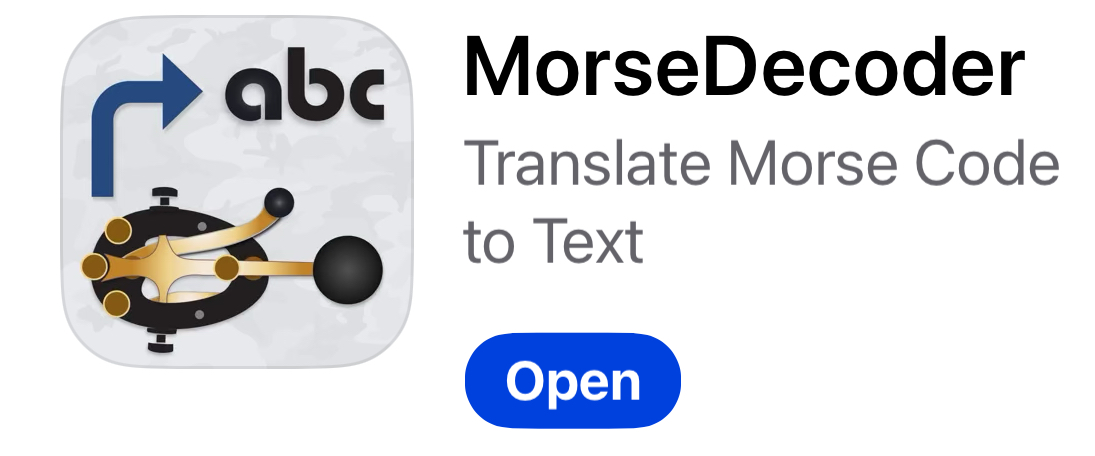 abc
MorseDecoder
Translate Morse Code
to Text
Open